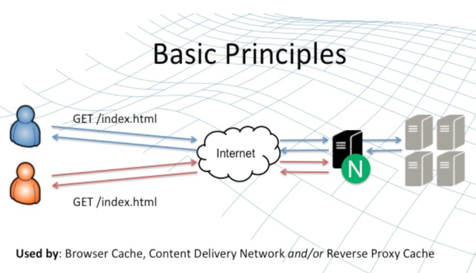 Basic Principles
GET /index.html
Internet
N
GET /index.html
Used by: Browser Cache, Content Delivery Network and/or Reverse Proxy Cache